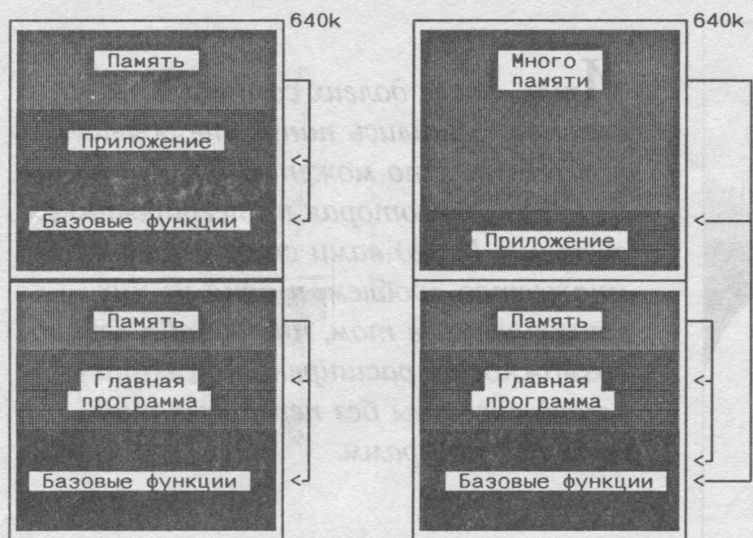 640k
Память
Приложение
Базовые функции
Память
Главная
программа
Базовые функции
640k
Много
памяти
Приложение
Память
Главная
программа
Базовые функции